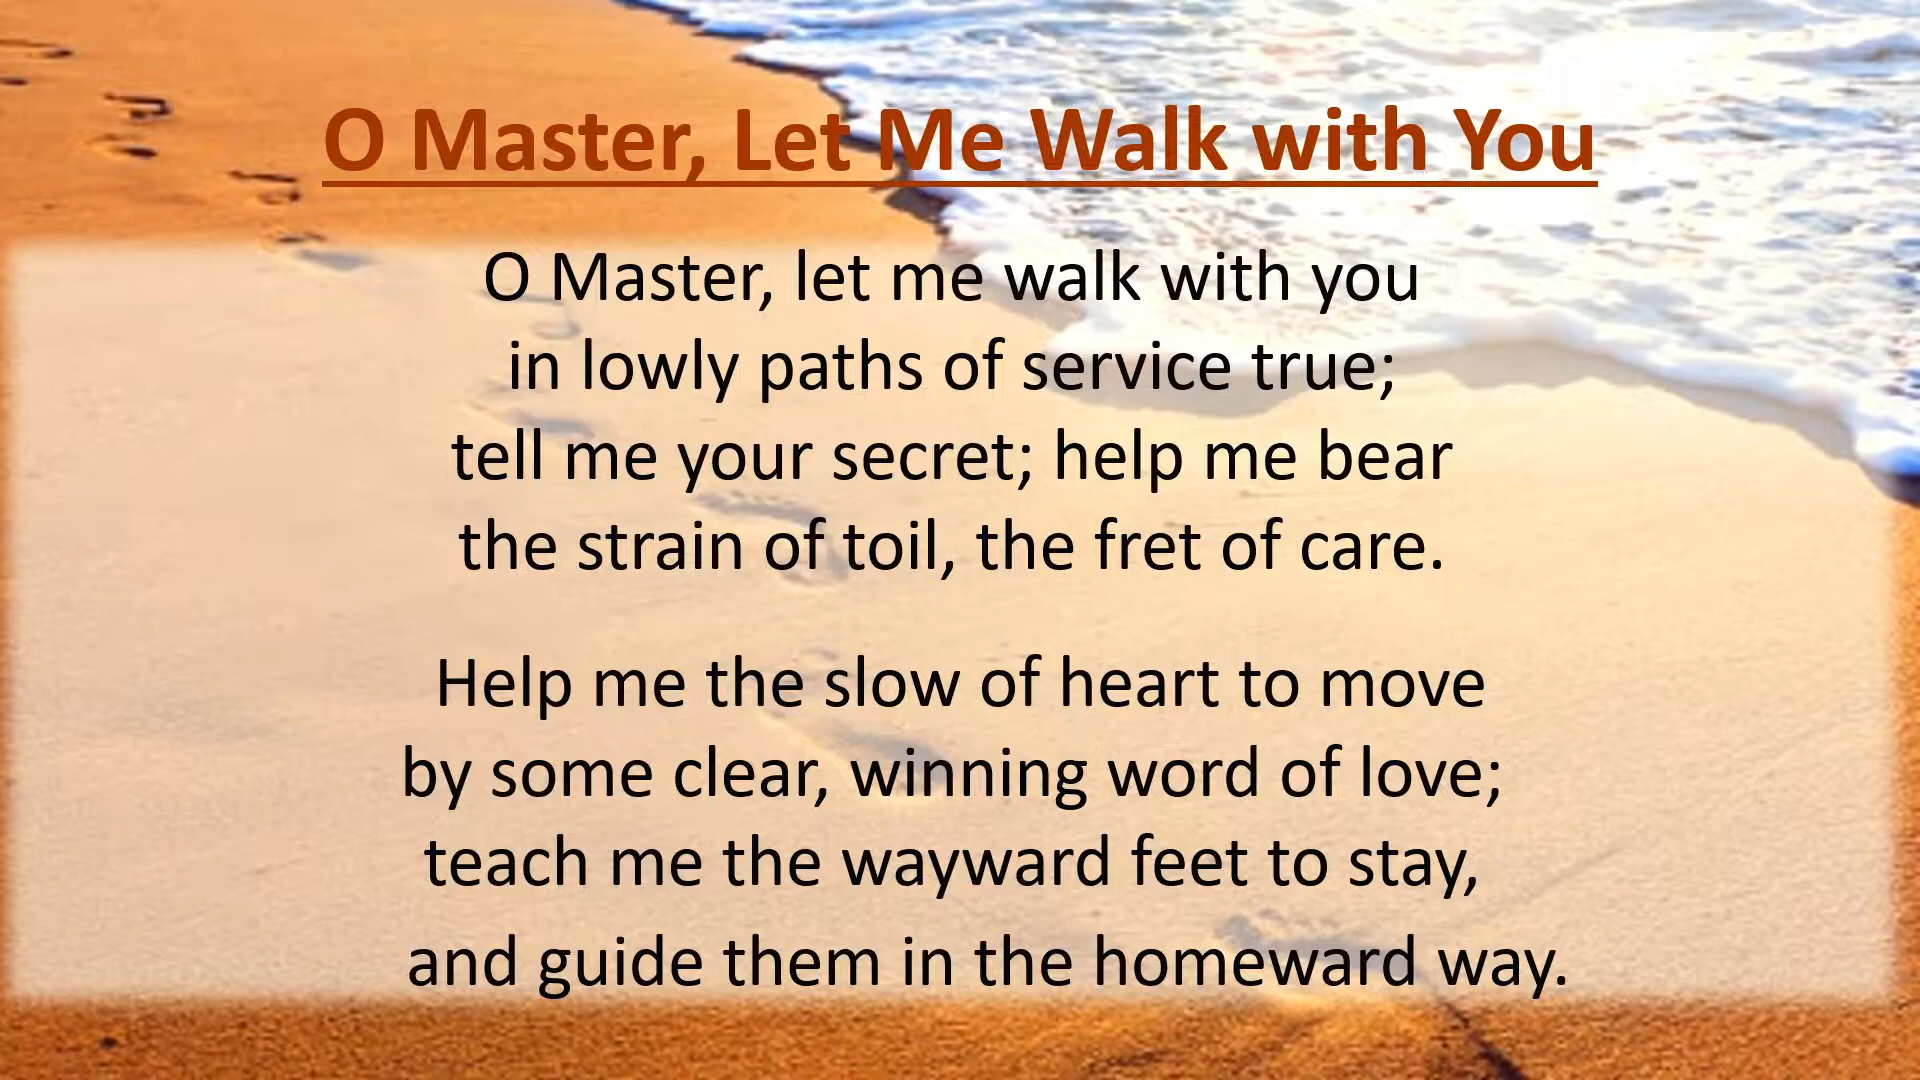 O Master, Let Me Walk with You
O Master, let me walk with you
in lowly paths of service true;
tell me your secret; help me bear
the strain of toil, the fret of care.
Help me the slow of heart to move
by some clear, winning word of love;
teach me the wayward feet to stay,
and guide them in the homeward way.